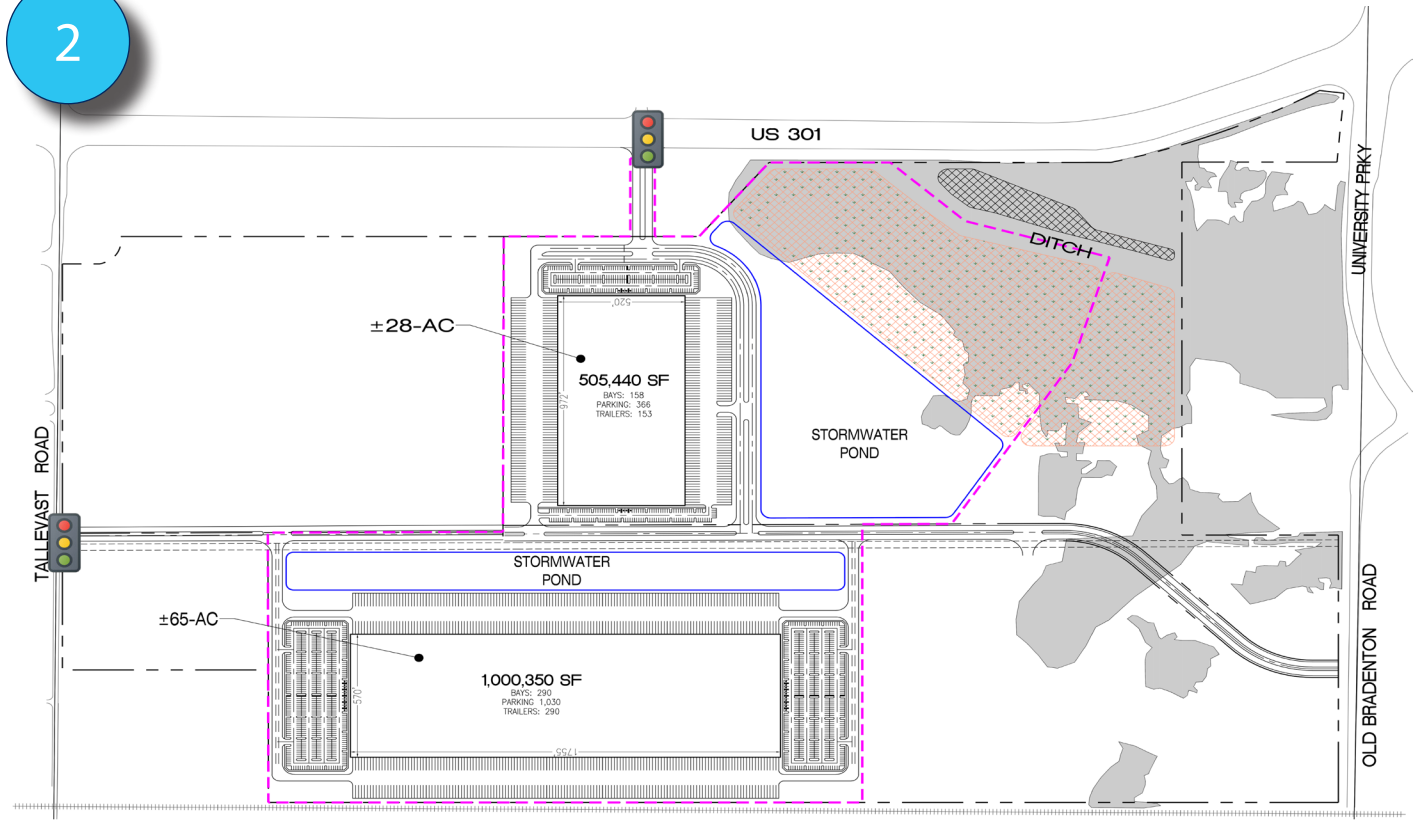 2
US 301
UNIVERSITY PRKY
DITCH
520'
±28-AC
505,440 SF
BAYS: 158
PARKING: 366
TRAILERS: 153
972'
STORMWATER
POND
TALLEVAST ROAD
STORMWATER
POND
±65-AC
1,000,350 SF
BAYS: 290
PARKING 1,030
TRAILERS: 290
570'
1755'
OLD BRADENTON ROAD